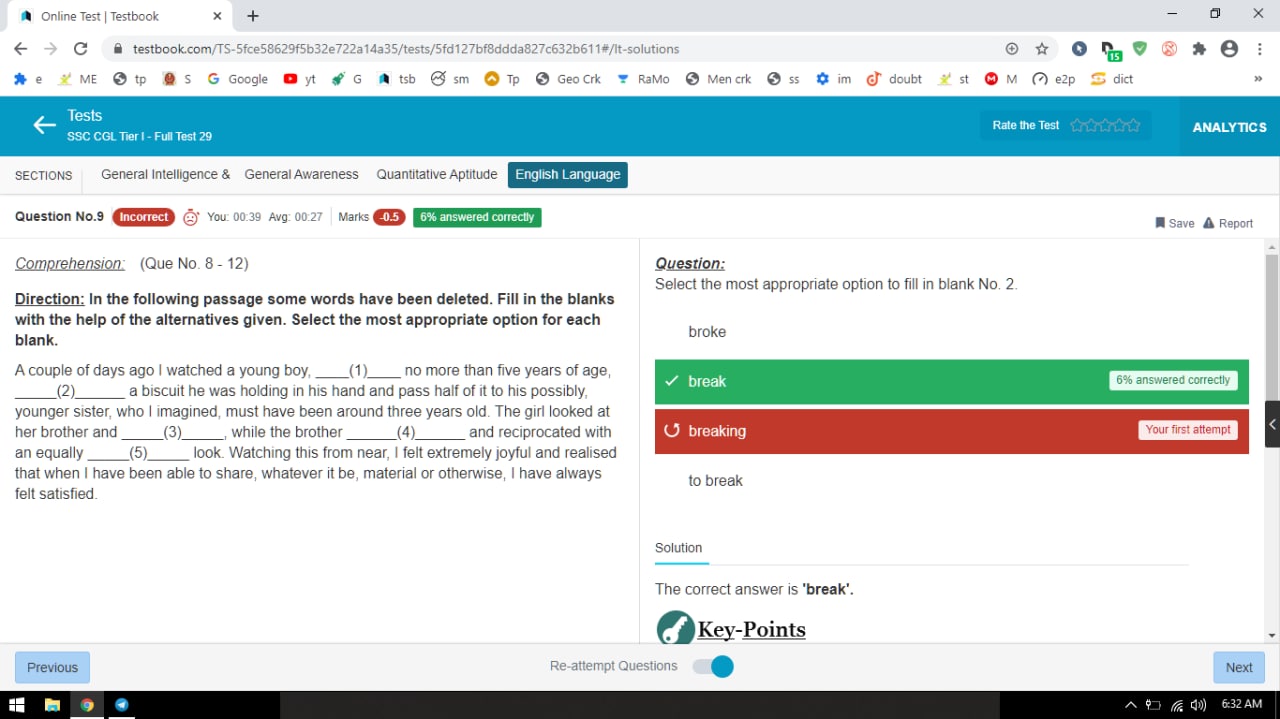 Online Test | Testbook
testbook.com/TS-5fce58629f5b32e722a14a35/tests/5fd127bf8ddda827c632b611#/lt-solutions
15
e ME tp S Google yt G tsb sm Tp Geo Crk RaMo Men crk ss im doubt st M e2p dict »
Tests
SSC CGL Tier I - Full Test 29
Rate the Test
ANALYTICS
SECTIONS General Intelligence & General Awareness Quantitative Aptitude English Language
Question No.9 Incorrect You: 00:39 Avg: 00:27 Marks -0.5 6% answered correctly
Save Report
Comprehension: (Que No. 8 - 12)
Direction: In the following passage some words have been deleted. Fill in the blanks
with the help of the alternatives given. Select the most appropriate option for each
blank.
A couple of days ago I watched a young boy, ____(1)____ no more than five years of age,
_____(2)______ a biscuit he was holding in his hand and pass half of it to his possibly,
younger sister, who I imagined, must have been around three years old. The girl looked at
her brother and _____(3)_____, while the brother ______(4)______ and reciprocated with
an equally _____(5)_____ look. Watching this from near, I felt extremely joyful and realised
that when I have been able to share, whatever it be, material or otherwise, I have always
felt satisfied.
Question:
Select the most appropriate option to fill in blank No. 2.
broke
break 6% answered correctly
breaking Your first attempt
to break
Solution
The correct answer is 'break'.
Key-Points
Previous Re-attempt Questions Next
6:32 AM